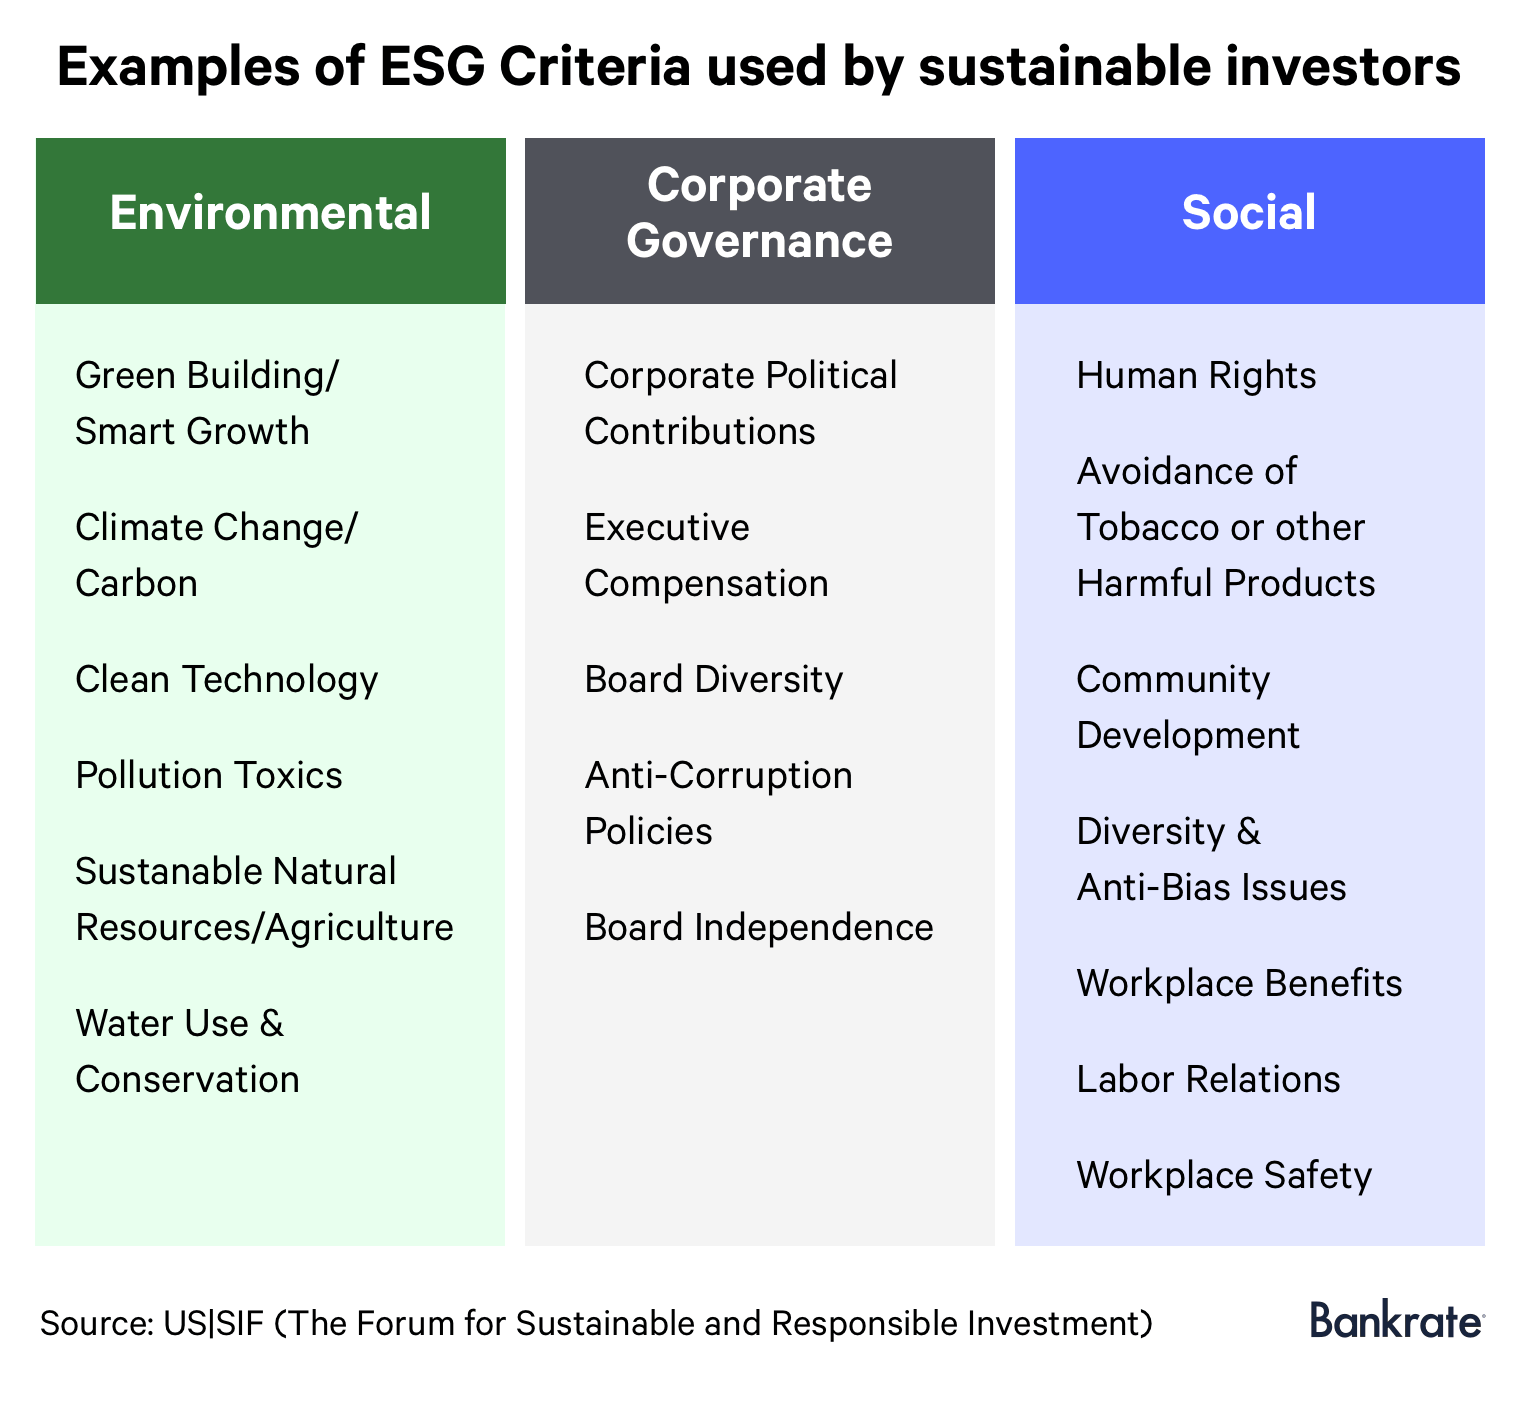 Examples of ESG Criteria used by sustainable investors
Environmental
Green Building/
Smart Growth
Climate Change/
Carbon
Clean Technology
Pollution Toxics
Sustanable Natural
Resources/Agriculture
Water Use &
Conservation
Corporate
Governance
Corporate Political
Contributions
Executive
Compensation
Board Diversity
Anti-Corruption
Policies
Board Independence
Social
Human Rights
Avoidance of
Tobacco or other
Harmful Products
Community
Development
Diversity &
Anti-Bias Issues
Workplace Benefits
Labor Relations
Workplace Safety
Source: US|SIF (The Forum for Sustainable and Responsible Investment)
Bankrate